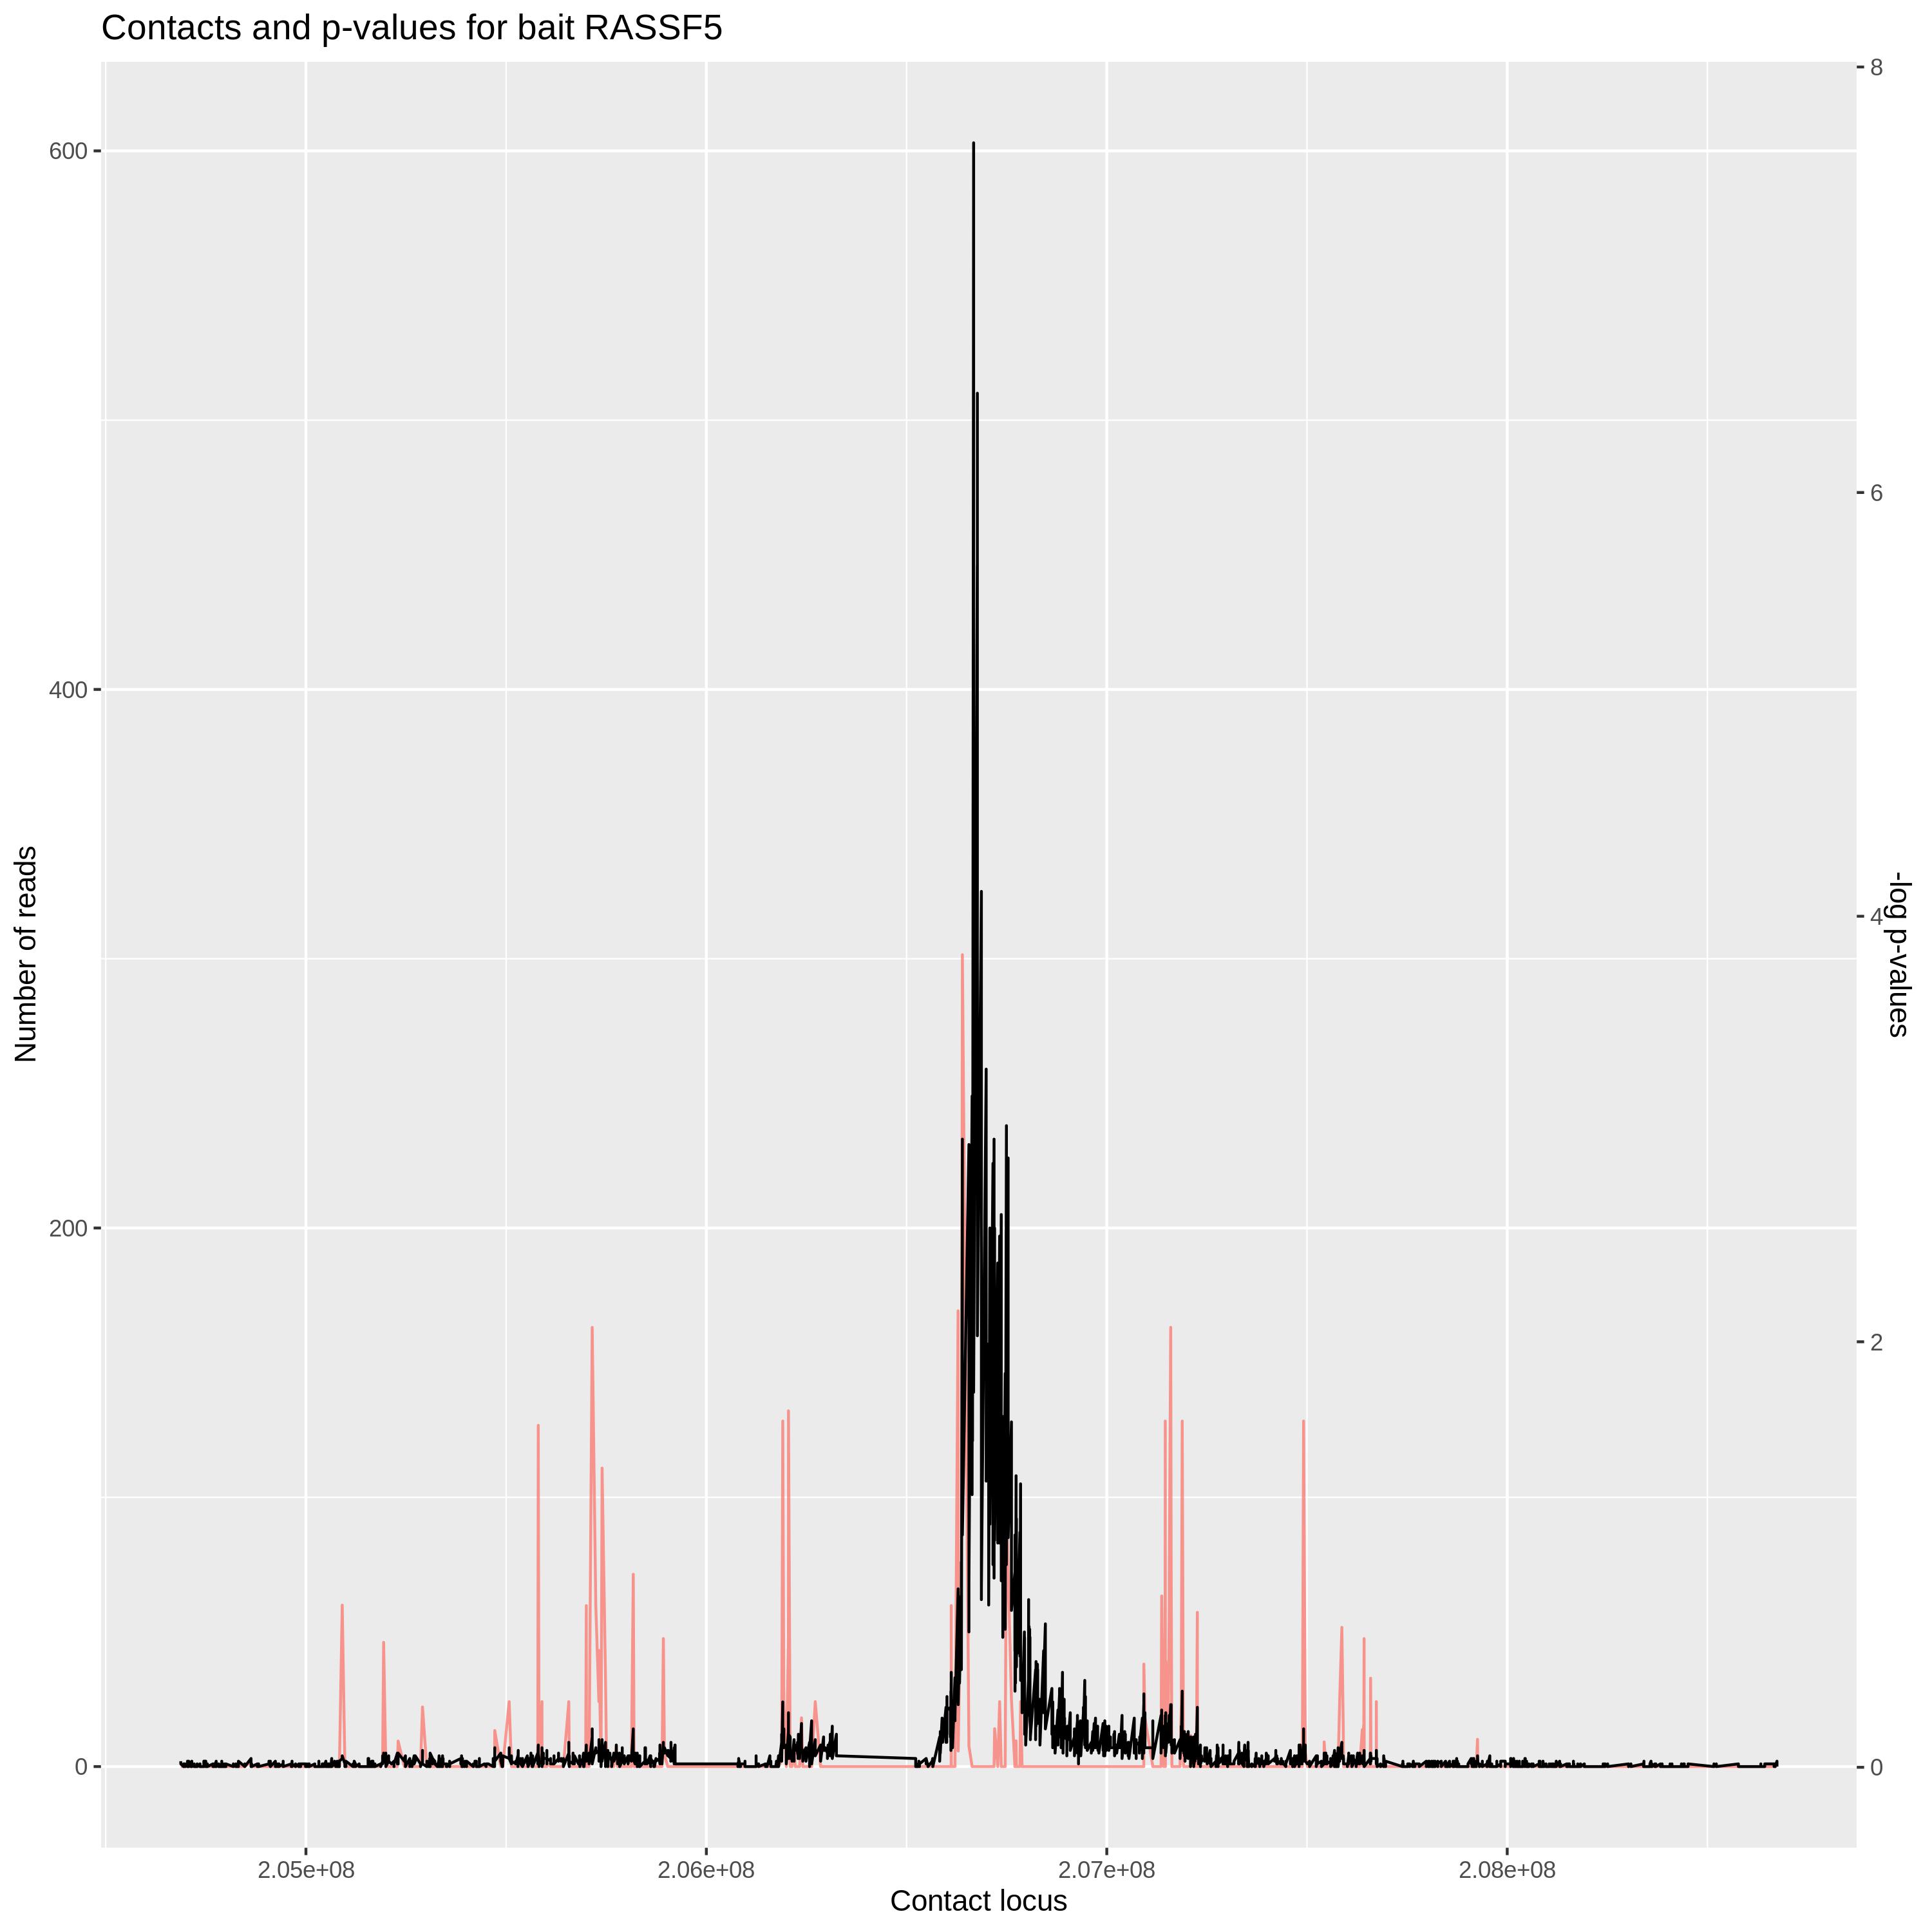 Contacts and p-values for bait RASSF5
600
400
200
0
Number of reads
8
6
4
2
0
-log p-values
2.05e+08
2.06e+08
2.07e+08
2.08e+08
Contact locus